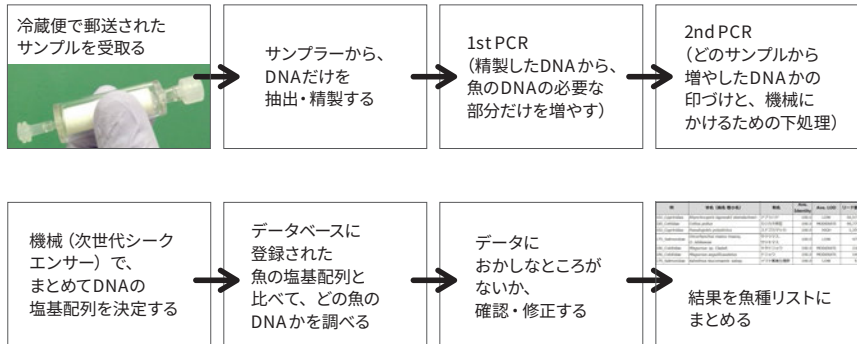 冷蔵便で郵送された
サンプルを受取る
サンプラーから、
DNAだけを
抽出・精製する
1st PCR
(精製したDNAから、
魚のDNAの必要な
部分だけを増やす)
2nd PCR
(どのサンプルから
増やしたDNAかの
印づけと、機械に
かけるための下処理)
機械(次世代シーク
エンサー)で、
まとめてDNAの
塩基配列を決定する
データベースに
登録された
魚の塩基配列と
比べて、どの魚の
DNAかを調べる
データに
おかしなところが
ないか、
確認・修正する
結果を魚種リストに
まとめる